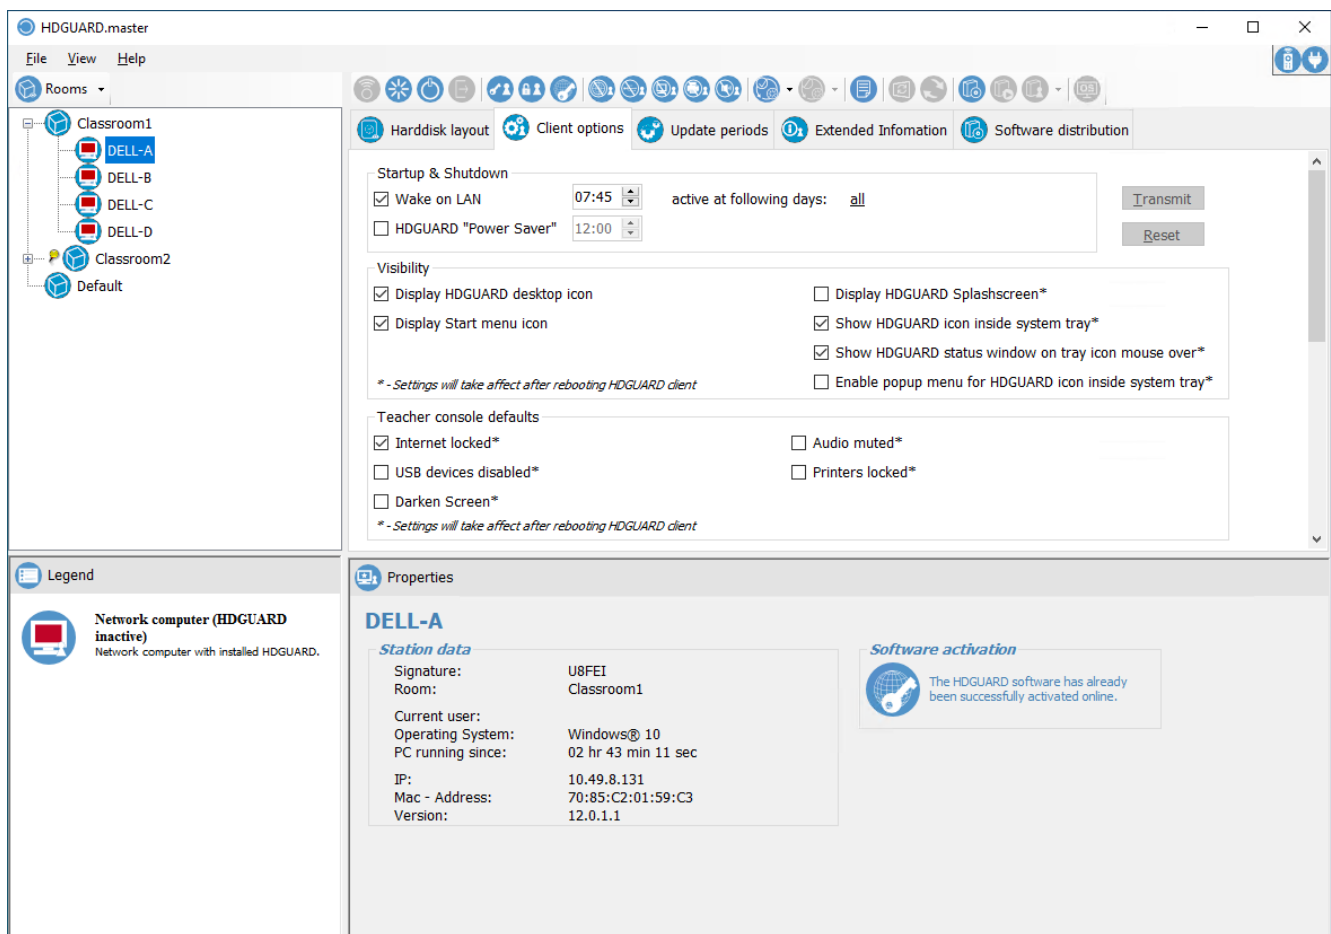 HDGUARD.master
File View Help
Rooms
Classroom1
DELL-A
DELL-B
DELL-C
DELL-D
Classroom2
Default
Harddisk layout Client options Update periods Extended Infomation Software distribution
Startup & Shutdown
Wake on LAN 07:45 active at following days: all
HDGUARD "Power Saver" 12:00
Transmit
Reset
Visibility
Display HDGUARD desktop icon Display HDGUARD Splashscreen*
Display Start menu icon Show HDGUARD icon inside system tray*
Show HDGUARD status window on tray icon mouse over*
* - Settings will take affect after rebooting HDGUARD client Enable popup menu for HDGUARD icon inside system tray*
Teacher console defaults
Internet locked* Audio muted*
USB devices disabled* Printers locked*
Darken Screen*
* - Settings will take affect after rebooting HDGUARD client
Legend
Network computer (HDGUARD
inactive)
Network computer with installed HDGUARD.
Properties
DELL-A
Station data
Signature: U8FEI
Room: Classroom1
Current user:
Operating System: Windows® 10
PC running since: 02 hr 43 min 11 sec
IP: 10.49.8.131
Mac - Address: 70:85:C2:01:59:C3
Version: 12.0.1.1
Software activation
The HDGUARD software has already
been successfully activated online.